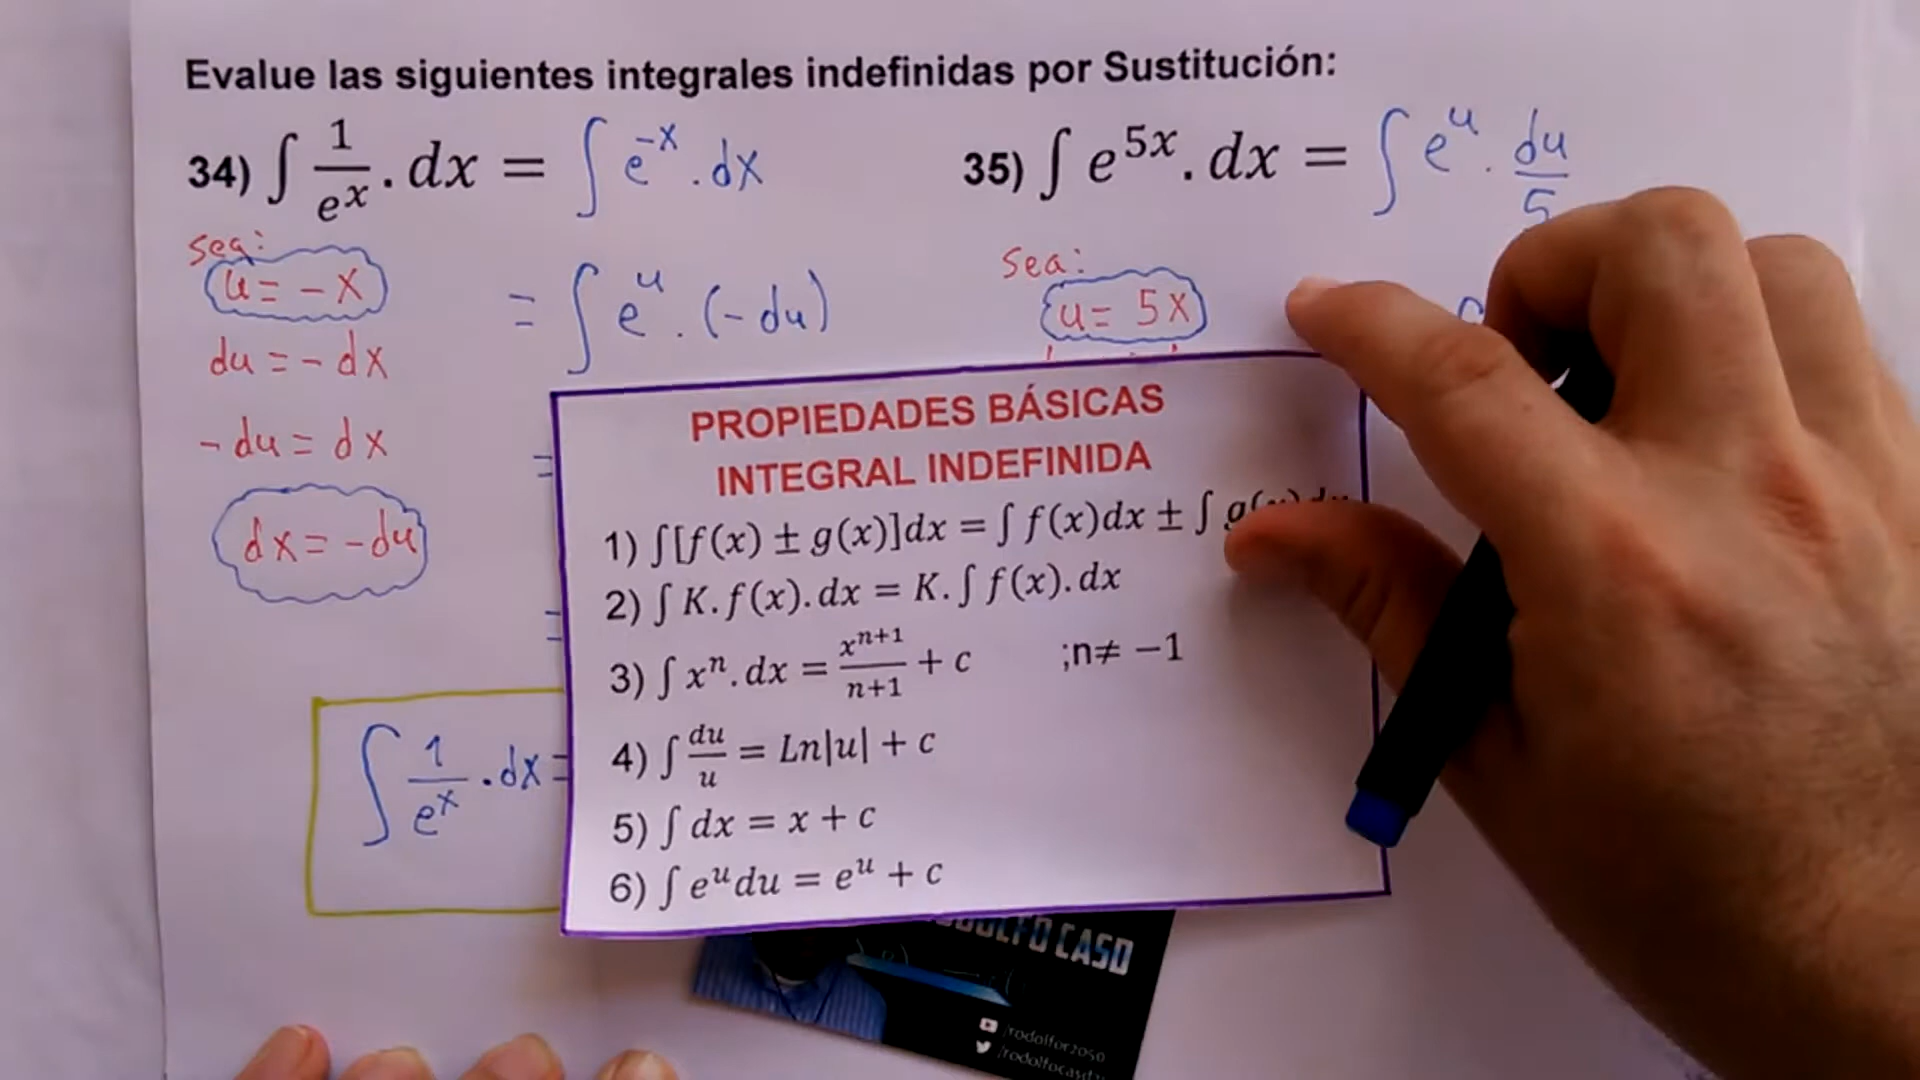 Evalue las siguientes integrales indefinidas por Sustitución:
34) ∫ 1/eˣ . dx = ∫ e⁻ˣ . dx
sea:
u = - x
du = - dx
- du = dx
dx = - du
= ∫ eᵘ . (- du)
=
=
∫ 1/eˣ . dx =
35) ∫ e⁵ˣ . dx = ∫ eᵘ . du/5
Sea:
u = 5x
PROPIEDADES BÁSICAS
INTEGRAL INDEFINIDA
1) ∫[f(x) ± g(x)]dx = ∫ f(x)dx ± ∫ g(x)dx
2) ∫ K. f(x). dx = K. ∫ f(x). dx
3) ∫ xⁿ. dx = xⁿ⁺¹/n+1 + c ;n≠ −1
4) ∫ du/u = Ln|u| + c
5) ∫ dx = x + c
6) ∫ eᵘdu = eᵘ + c
CASO
/rodolfor2050